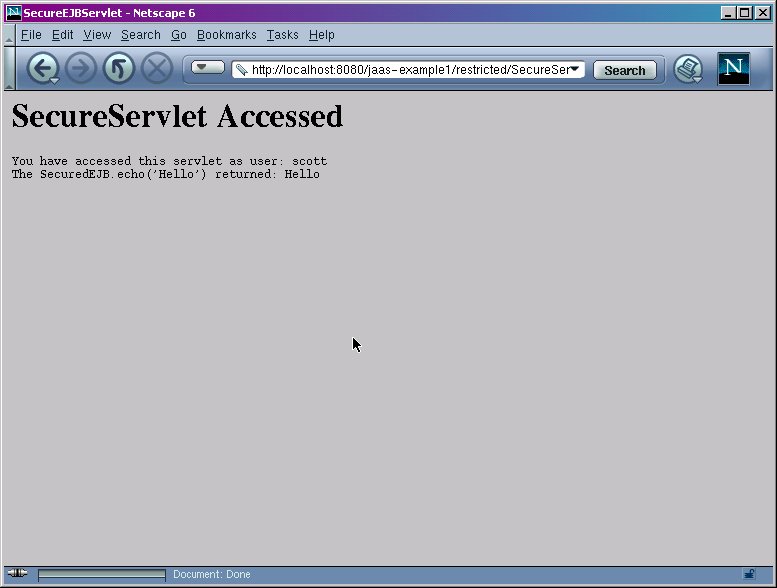 SecureEJBServlet - Netscape 6
File Edit View Search Go Bookmarks Tasks Help
http://localhost:8080/jaas-example1/restricted/SecureSer Search N
SecureServlet Accessed
You have accessed this servlet as user: scott
The SecuredEJB.echo('Hello') returned: Hello
Document: Done